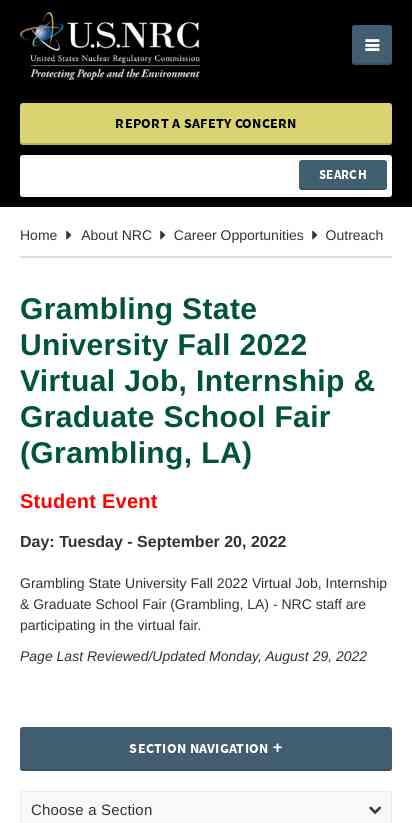 U.S.NRC
United States Nuclear Regulatory Commission
Protecting People and the Environment
REPORT A SAFETY CONCERN
SEARCH
Home About NRC Career Opportunities Outreach
Grambling State
University Fall 2022
Virtual Job, Internship &
Graduate School Fair
(Grambling, LA)
Student Event
Day: Tuesday - September 20, 2022
Grambling State University Fall 2022 Virtual Job, Internship
& Graduate School Fair (Grambling, LA) - NRC staff are
participating in the virtual fair.
Page Last Reviewed/Updated Monday, August 29, 2022
SECTION NAVIGATION +
Choose a Section